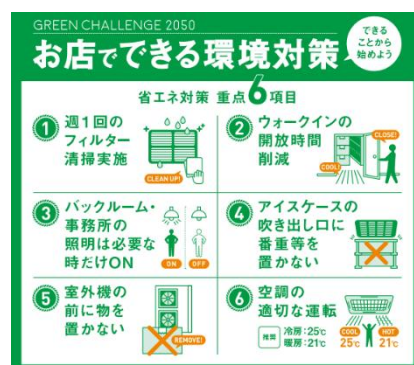 GREEN CHALLENGE 2050
お店でできる環境対策
できる
ことから
始めよう
省エネ対策 重点6項目
1 週1回の
フィルター
清掃実施
CLEAN UP!
2 ウォークインの
開放時間
削減
CLOSE!
COOL
3 バックルーム・
事務所の
照明は必要な
時だけON
ON OFF
4 アイスケースの
吹き出し口に
番重等を
置かない
5 室外機の
前に物を
置かない
REMOVE!
6 空調の
適切な運転
推奨 冷房:25℃
暖房:21℃
COOL
25℃
HOT
21℃